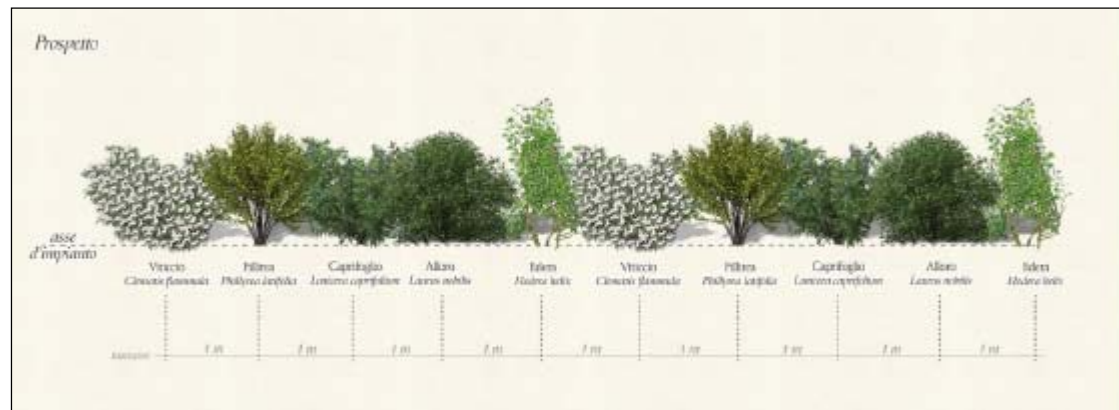 Prospetto
asse
d'impianto
Viticcio Fillirea Caprifoglio Alloro Edera Viticcio Fillirea Caprifoglio Alloro Edera
Clematis flammula Phillyrea latifolia Lonicera caprifolium Laurus nobilis Hedera helix Clematis flammula Phillyrea latifolia Lonicera caprifolium Laurus nobilis Hedera helix
1 m 1 m 1 m 1 m 1 m 1 m 1 m 1 m 1 m